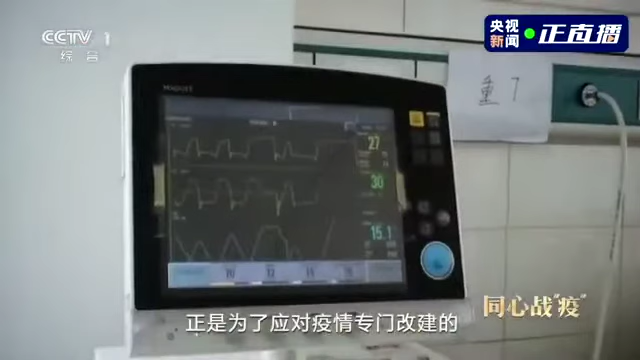 CCTV 1
综合
央视
新闻
正直播
MAQUET
重7
27
30
15.1
同心战"疫"
正是为了应对疫情专门改建的